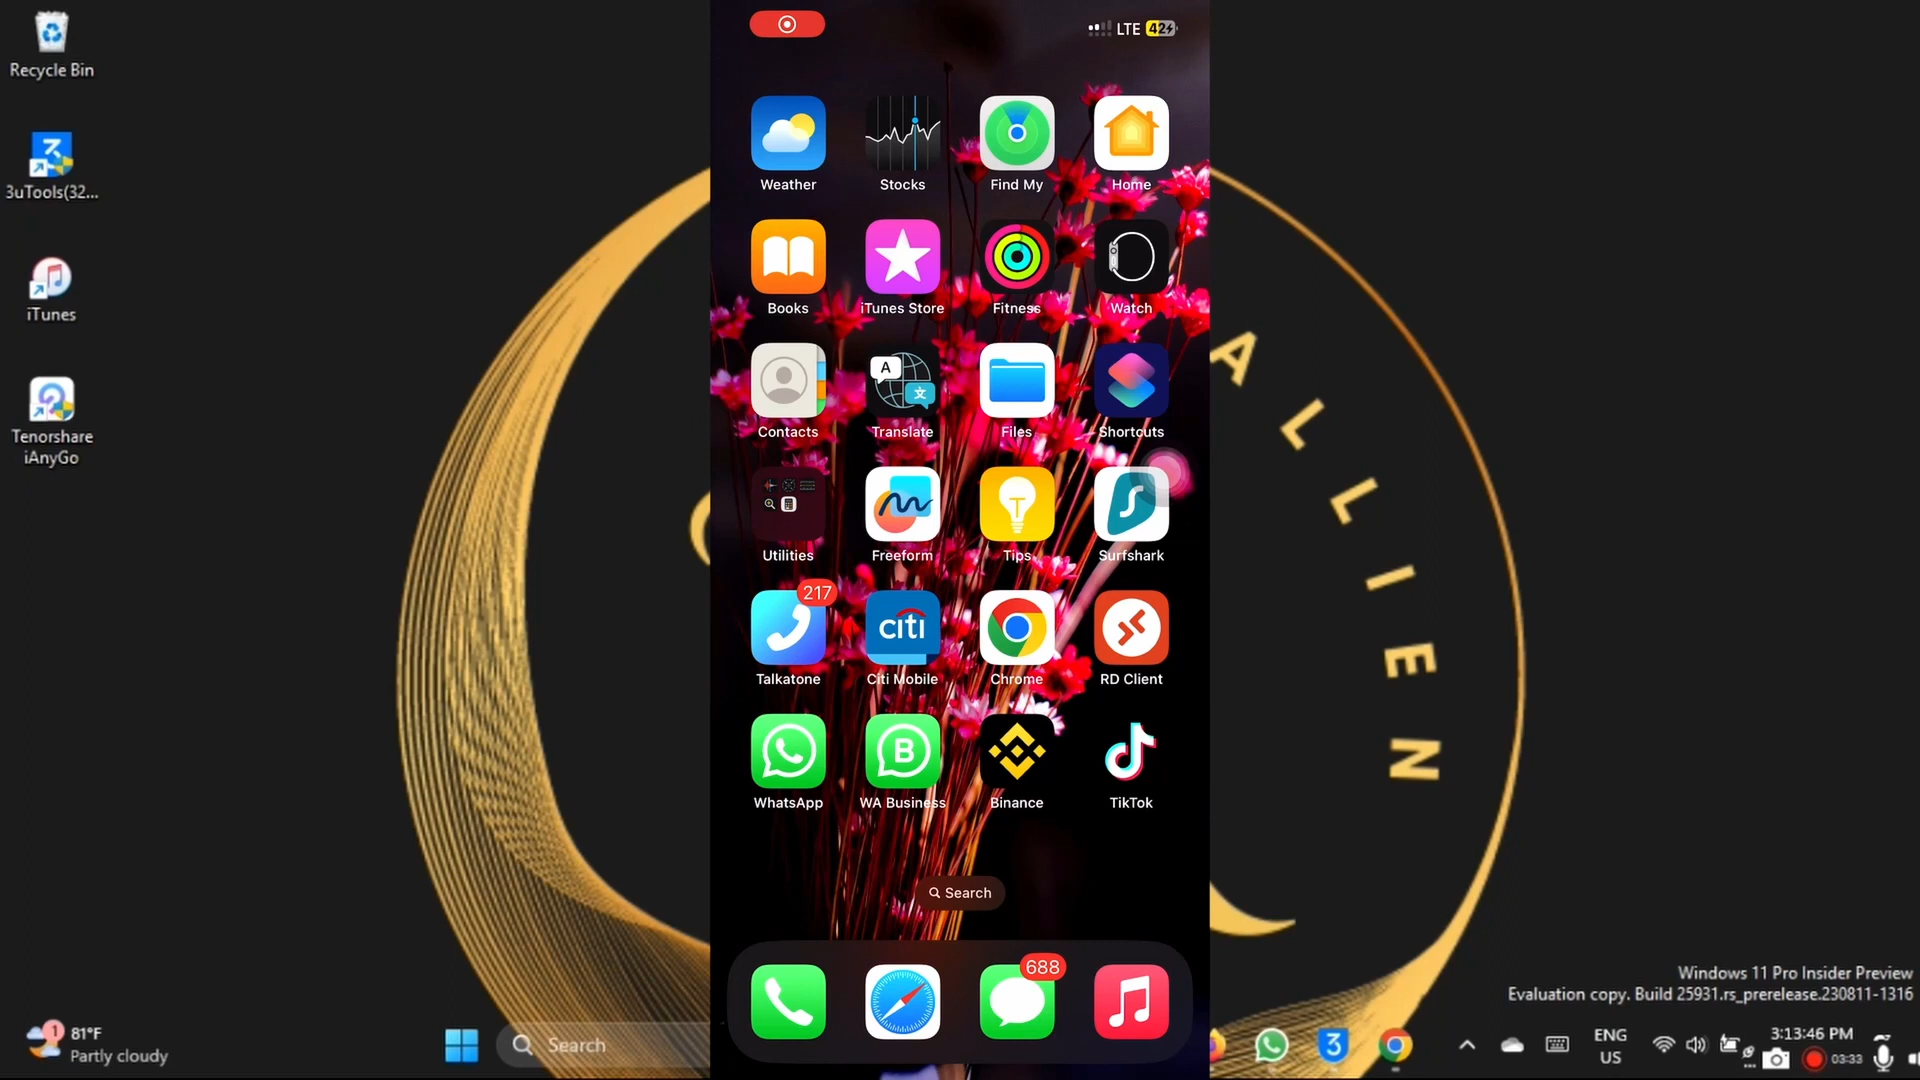 Recycle Bin
3uTools(32...
iTunes
Tenorshare
iAnyGo
LTE 42
Weather
Stocks
Find My
Home
Books
iTunes Store
Fitness
Watch
A
文
Contacts
Translate
Files
Shortcuts
Utilities
Freeform
Tips
Surfshark
217
citi
Talkatone
Citi Mobile
Chrome
RD Client
B
WhatsApp
WA Business
Binance
TikTok
Search
688
A L I E N
Windows 11 Pro Insider Preview
Evaluation copy. Build 25931.rs_prerelease.230811-1316
1
81°F
Partly cloudy
Search
3
ENG
US
3:13:46 PM
03:33